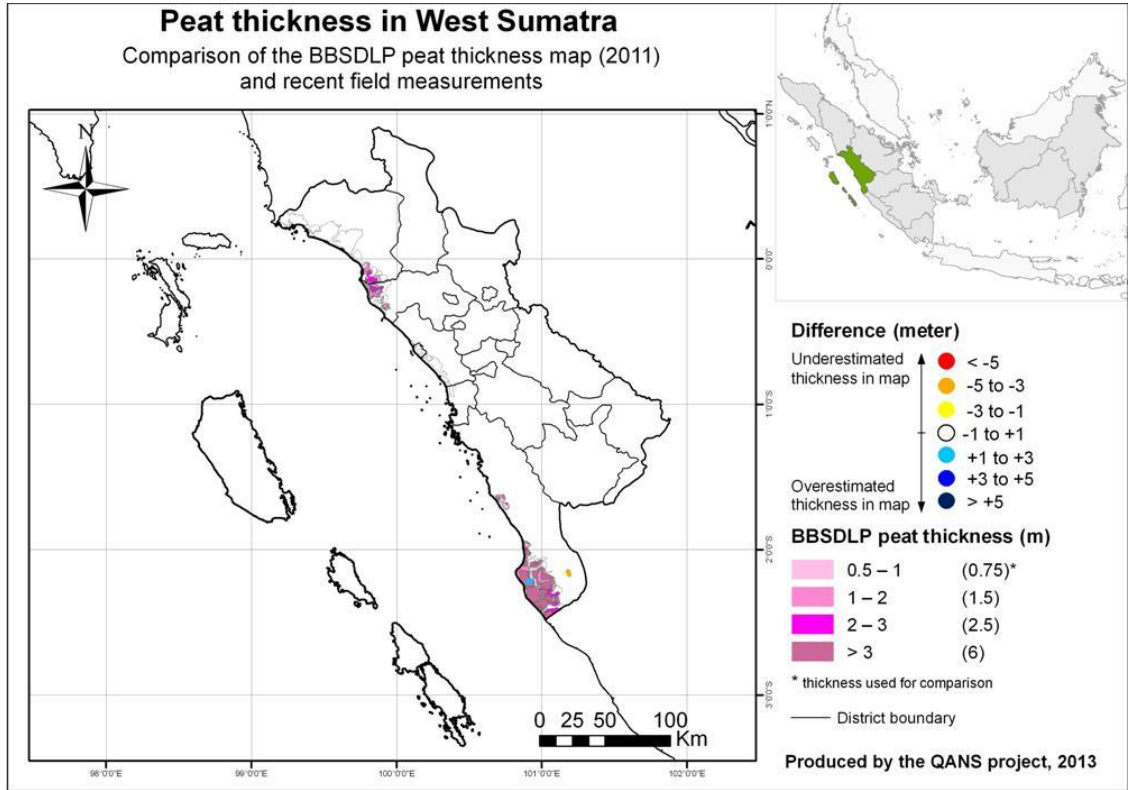 Peat thickness in West Sumatra
Comparison of the BBSDLP peat thickness map (2011)
and recent field measurements
N
1°0'0"N
0°0'0"
1°0'0"S
2°0'0"S
3°0'0"S
98°0'0"E
99°0'0"E
100°0'0"E
101°0'0"E
102°0'0"E
0 25 50 100
Km
Difference (meter)
Underestimated
thickness in map
< -5
-5 to -3
-3 to -1
-1 to +1
+1 to +3
+3 to +5
> +5
Overestimated
thickness in map
BBSDLP peat thickness (m)
0.5 – 1 (0.75)*
1 – 2 (1.5)
2 – 3 (2.5)
> 3 (6)
* thickness used for comparison
District boundary
Produced by the QANS project, 2013